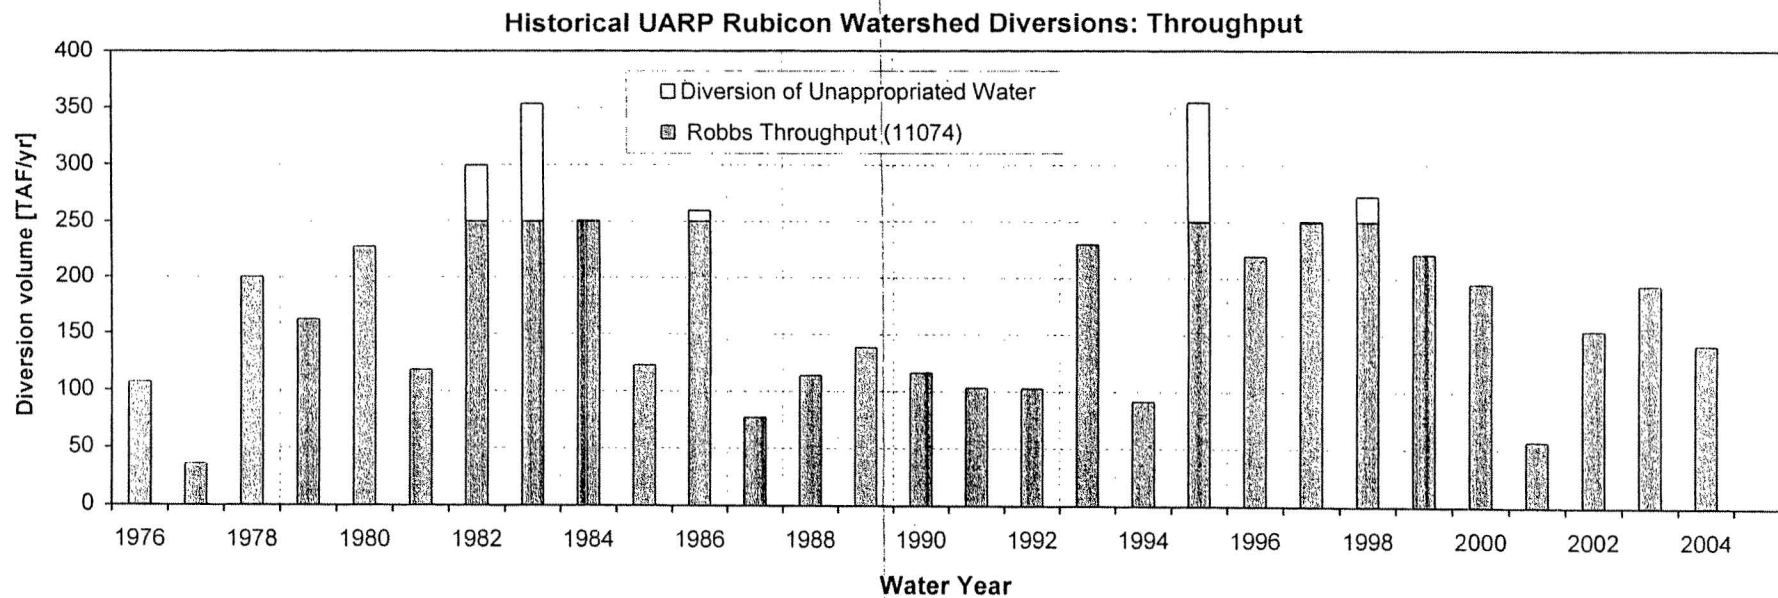 Historical UARP Rubicon Watershed Diversions: Throughput
400
350
300
250
200
150
100
50
0
Diversion volume [TAF/yr]
Diversion of Unappropriated Water
Robbs Throughput (11074)
1976 1978 1980 1982 1984 1986 1988 1990 1992 1994 1996 1998 2000 2002 2004
Water Year